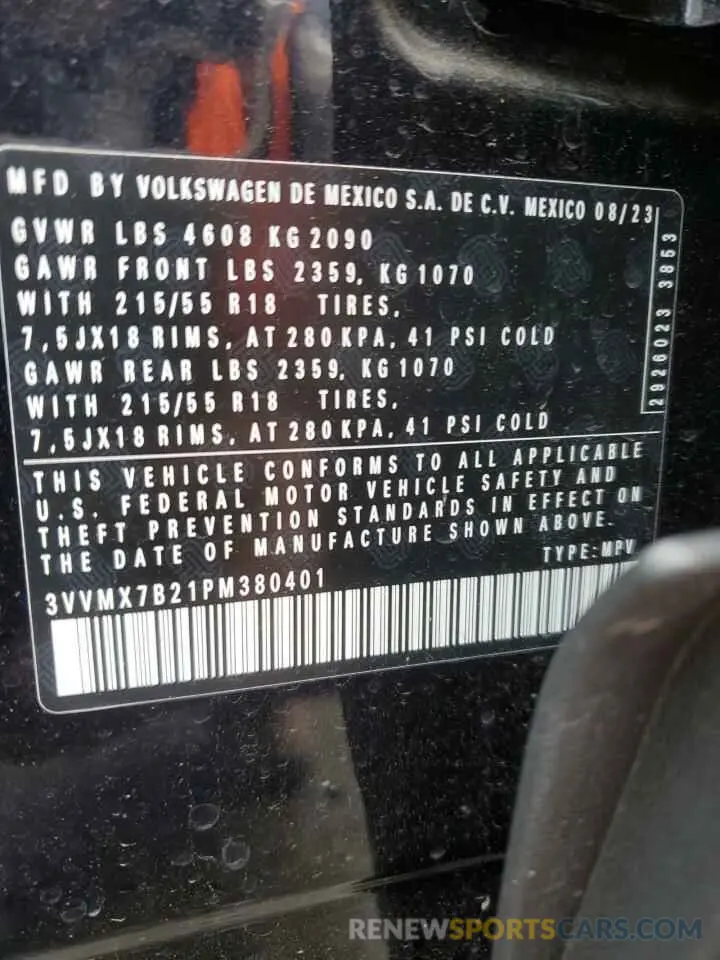 MFD BY VOLKSWAGEN DE MEXICO S.A. DE C.V. MEXICO 08/23
GVWR LBS 4608 KG 2090
GAWR FRONT LBS 2359, KG 1070
WITH 215/55 R18 TIRES,
7,5JX18 RIMS, AT 280 KPA, 41 PSI COLD
GAWR REAR LBS 2359, KG 1070
WITH 215/55 R18 TIRES,
7,5JX18 RIMS, AT 280 KPA, 41 PSI COLD
2926023 3853
THIS VEHICLE CONFORMS TO ALL APPLICABLE
U.S. FEDERAL MOTOR VEHICLE SAFETY AND
THEFT PREVENTION STANDARDS IN EFFECT ON
THE DATE OF MANUFACTURE SHOWN ABOVE.
TYPE: MPV
3VVMX7B21PM380401
RENEWSPORTSCARS.COM